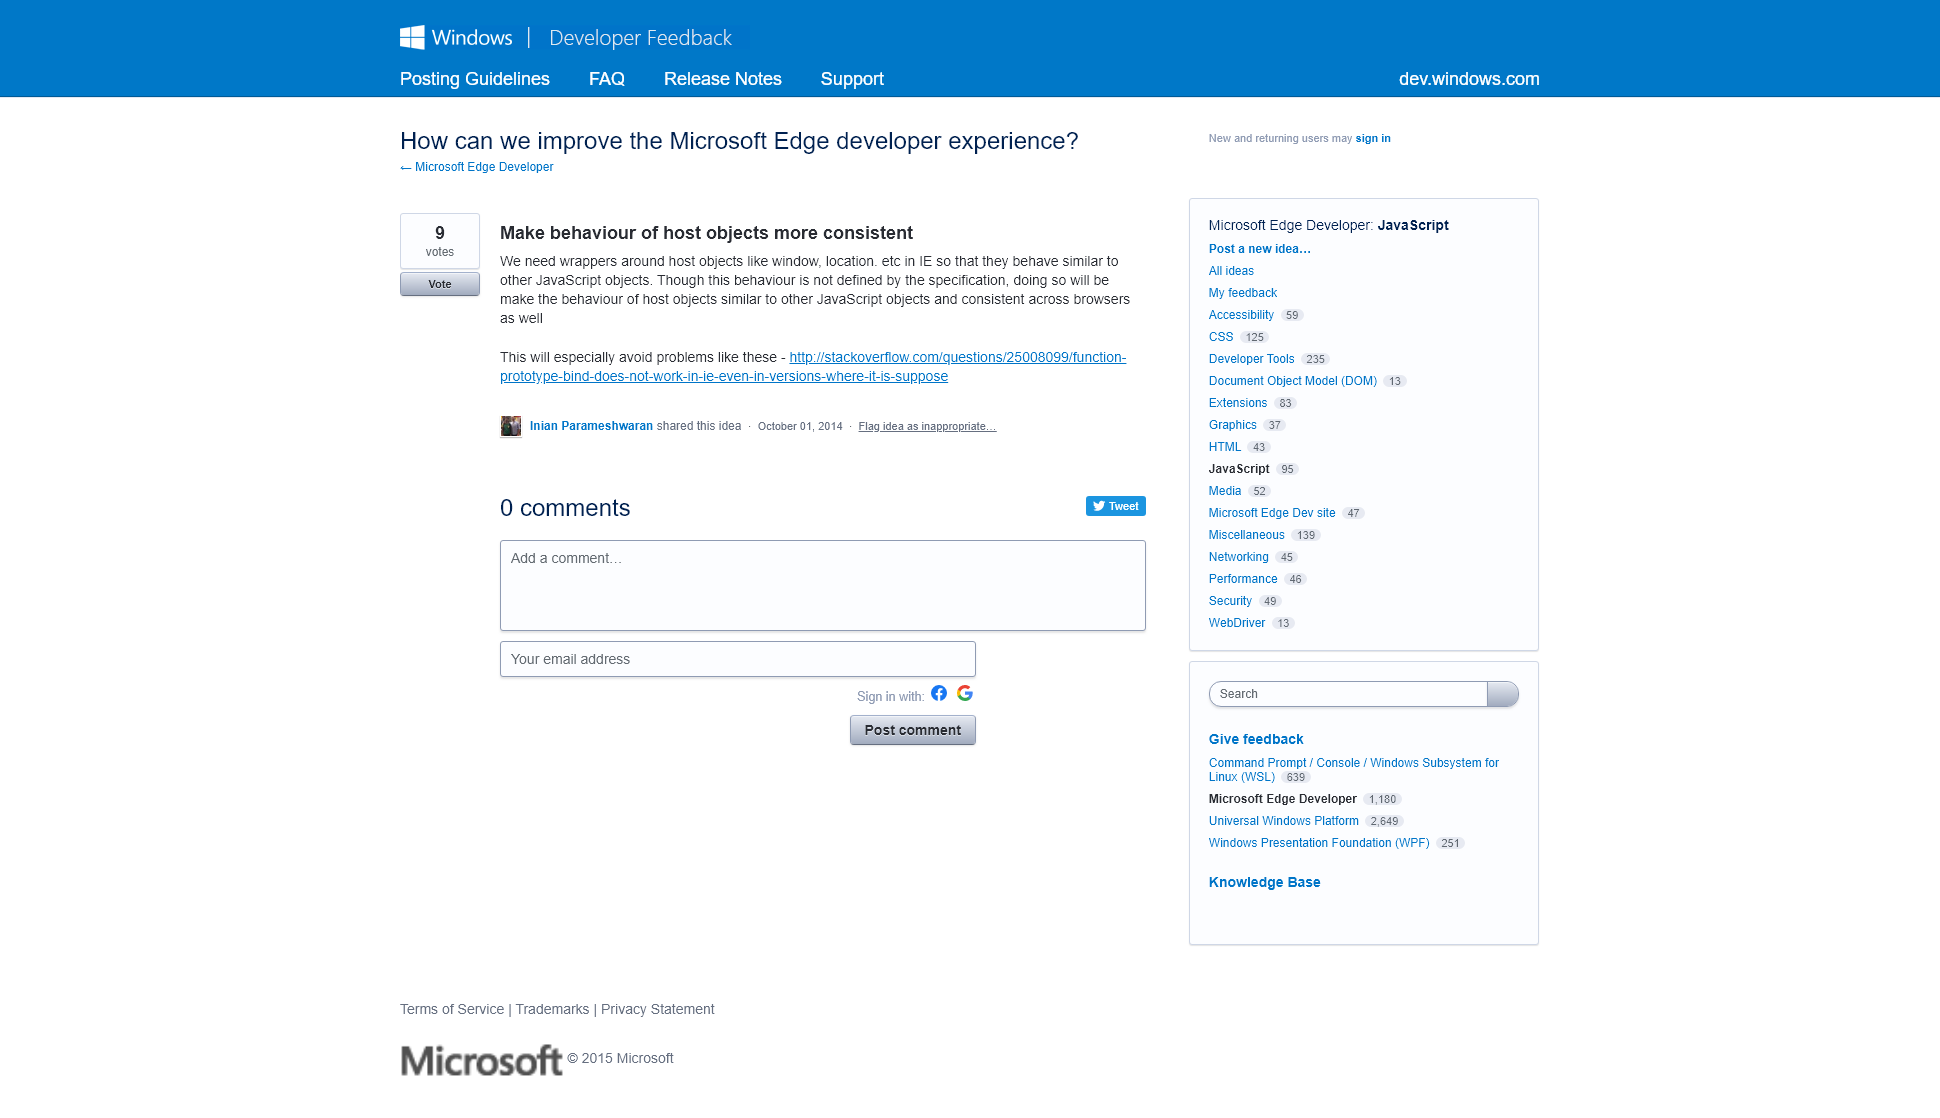 Windows | Developer Feedback
Posting Guidelines FAQ Release Notes Support dev.windows.com
How can we improve the Microsoft Edge developer experience?
← Microsoft Edge Developer
New and returning users may sign in
9
votes
Vote
Make behaviour of host objects more consistent
We need wrappers around host objects like window, location. etc in IE so that they behave similar to
other JavaScript objects. Though this behaviour is not defined by the specification, doing so will be
make the behaviour of host objects similar to other JavaScript objects and consistent across browsers
as well
This will especially avoid problems like these - http://stackoverflow.com/questions/25008099/function-
prototype-bind-does-not-work-in-ie-even-in-versions-where-it-is-suppose
Inian Parameshwaran shared this idea · October 01, 2014 · Flag idea as inappropriate…
0 comments
Tweet
Add a comment…
Your email address
Sign in with:
Post comment
Microsoft Edge Developer: JavaScript
Post a new idea…
All ideas
My feedback
Accessibility 59
CSS 125
Developer Tools 235
Document Object Model (DOM) 13
Extensions 83
Graphics 37
HTML 43
JavaScript 95
Media 52
Microsoft Edge Dev site 47
Miscellaneous 139
Networking 45
Performance 46
Security 49
WebDriver 13
Search
Give feedback
Command Prompt / Console / Windows Subsystem for
Linux (WSL) 639
Microsoft Edge Developer 1,180
Universal Windows Platform 2,649
Windows Presentation Foundation (WPF) 251
Knowledge Base
Terms of Service | Trademarks | Privacy Statement
Microsoft © 2015 Microsoft